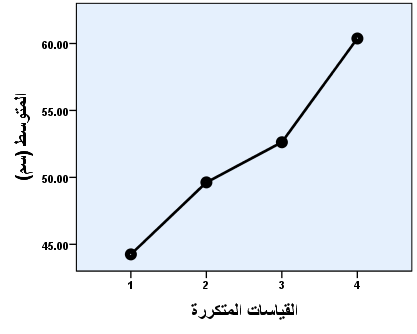 60.00
55.00
50.00
45.00
المتوسط (سم)
1 2 3 4
القياسات المتكررة